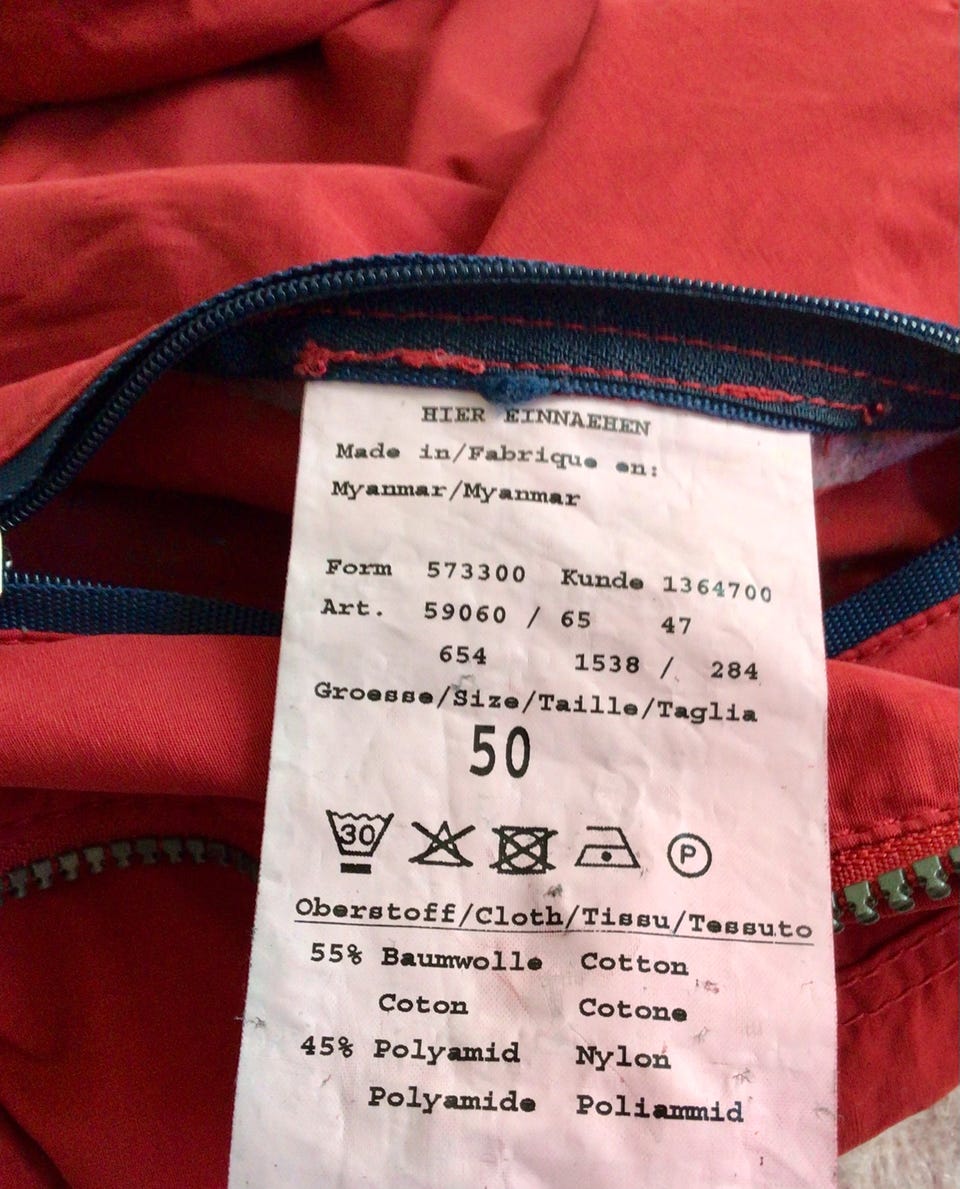 HIER EINNAEHEN
Made in/Fabrique en:
Myanmar/Myanmar
Form 573300 Kunde 1364700
Art. 59060 / 65 47
654 1538 / 284
Groesse/Size/Taille/Taglia
50
30 P
Oberstoff/Cloth/Tissu/Tessuto
55% Baumwolle Cotton
Coton Cotone
45% Polyamid Nylon
Polyamide Poliammid